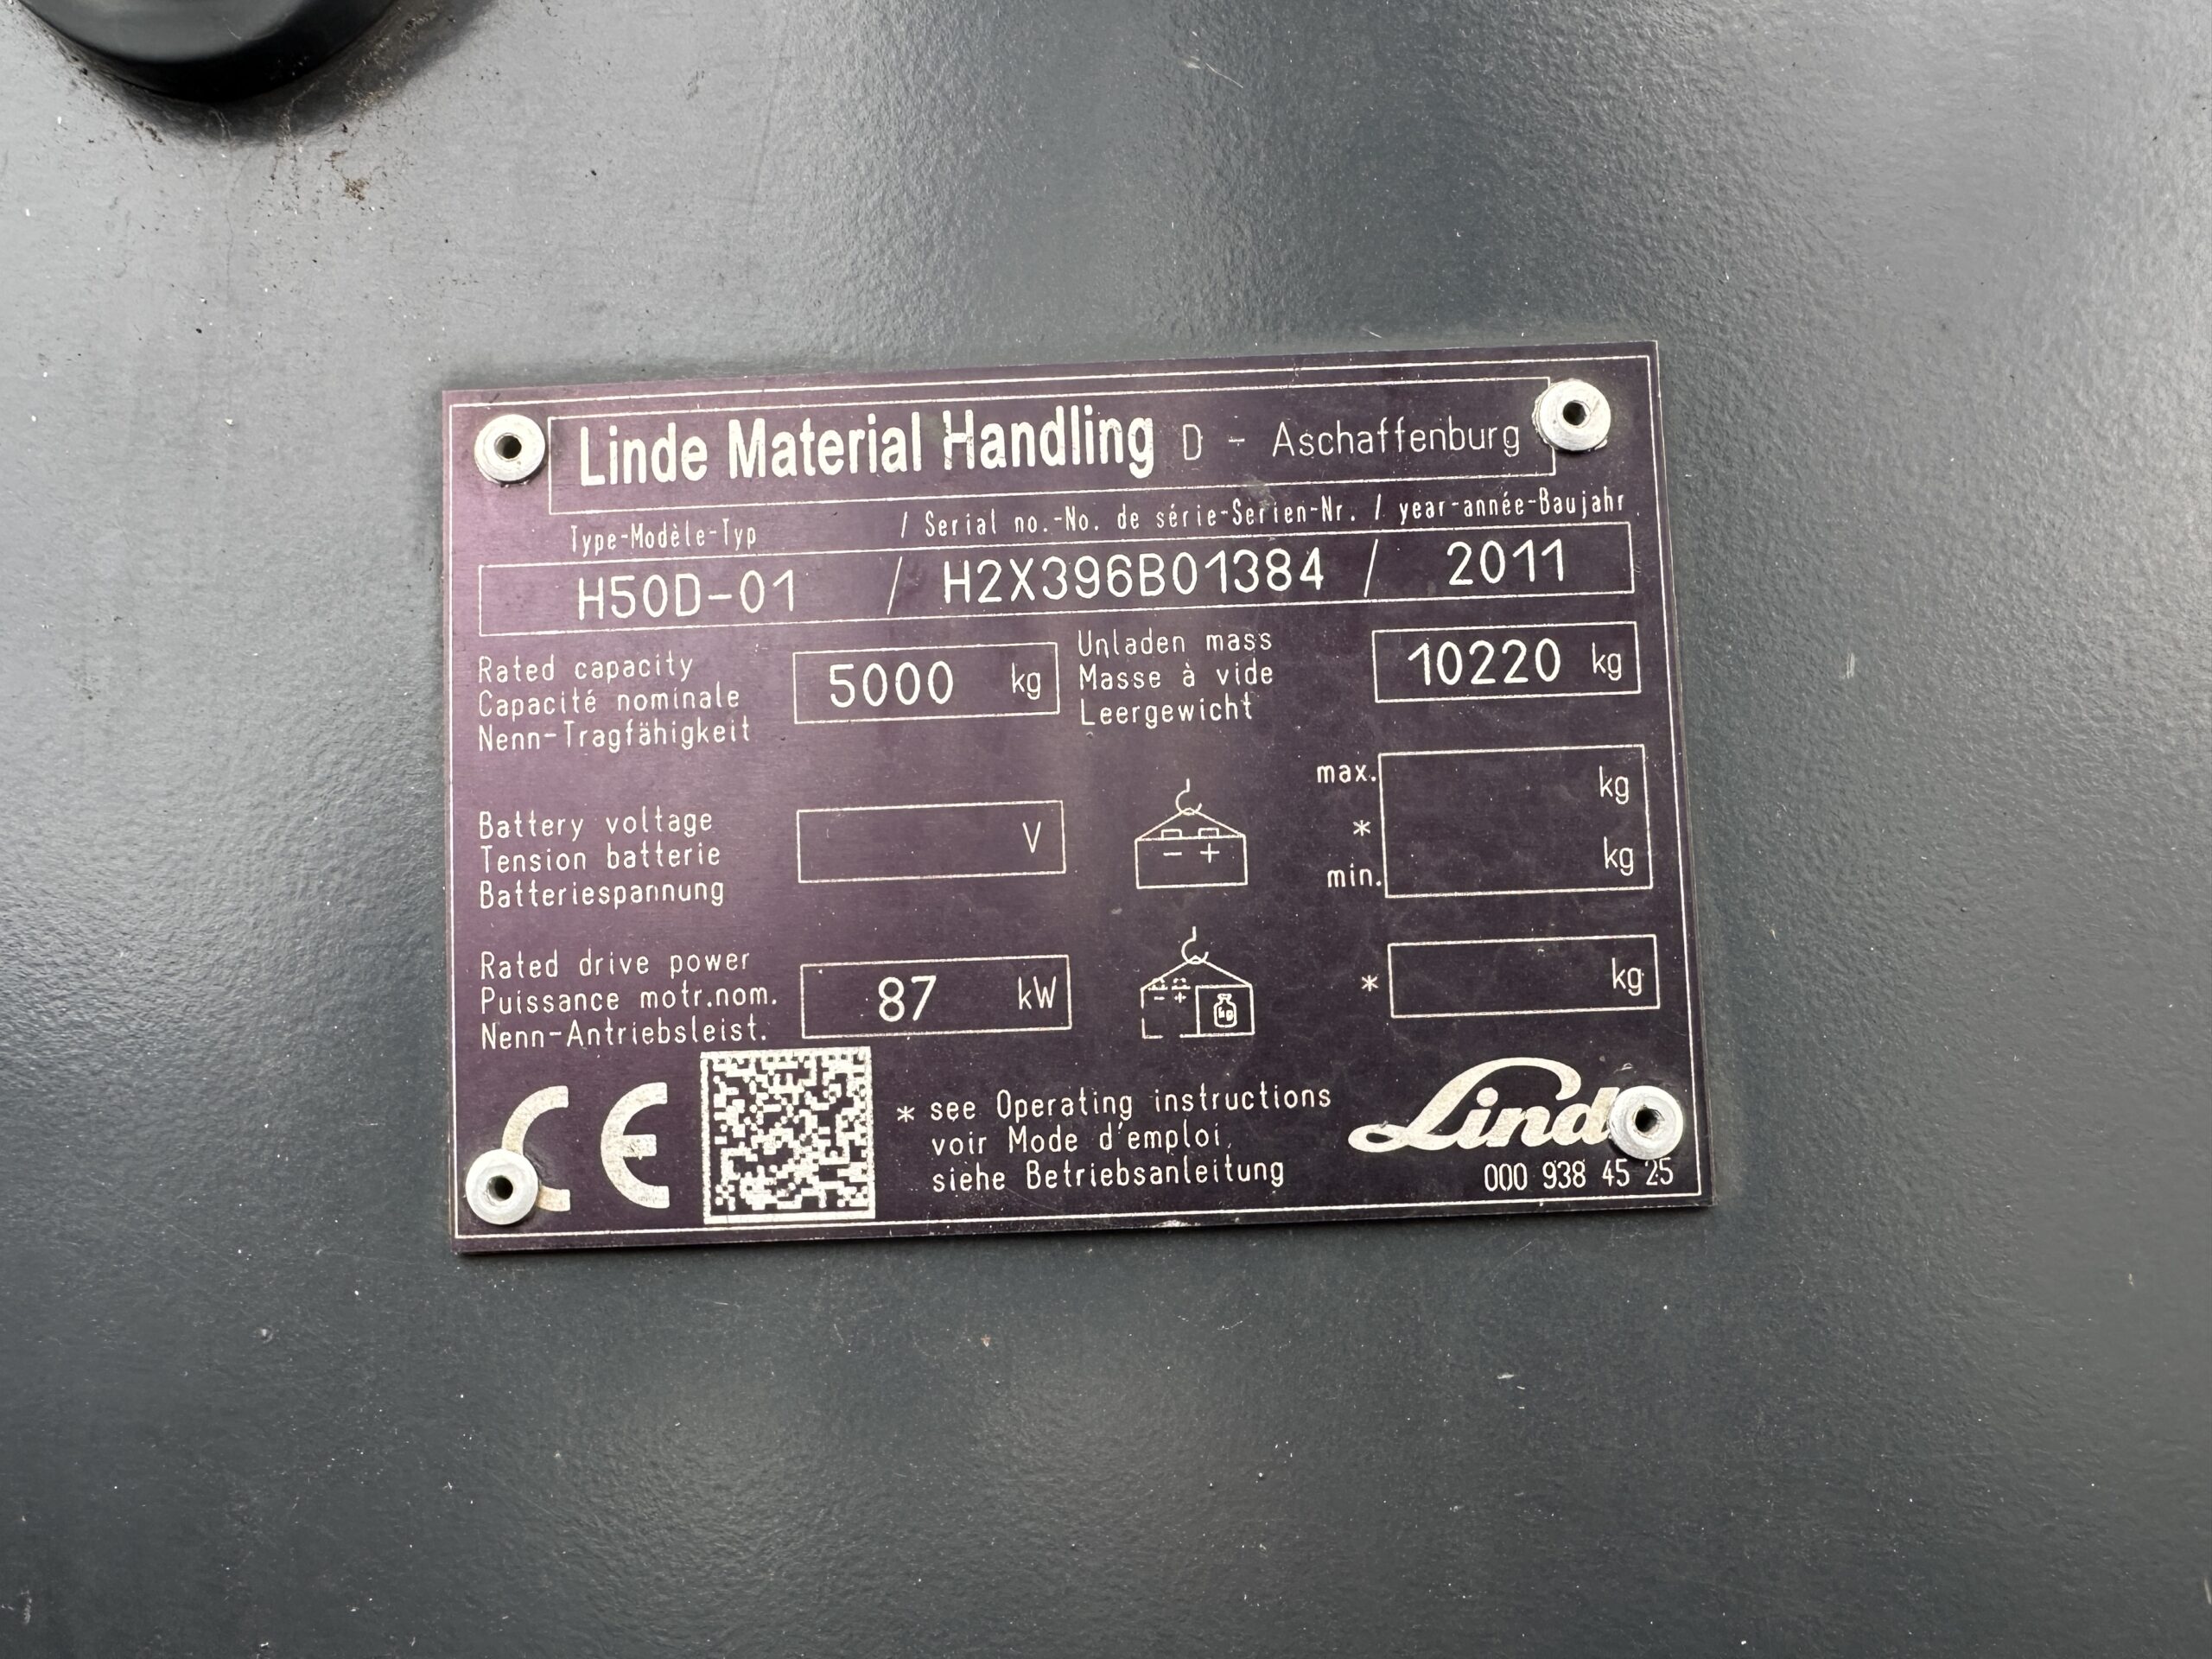 Linde Material Handling D - Aschaffenburg
Type-Modèle-Typ / Serial no.-No. de série-Serien-Nr. / year-année-Baujahr
H50D-01 / H2X396B01384 / 2011
Rated capacity
Capacité nominale
Nenn-Tragfähigkeit
5000 kg
Unladen mass
Masse à vide
Leergewicht
10220 kg
Battery voltage
Tension batterie
Batteriespannung
V
- +
max. kg
*
min. kg
Rated drive power
Puissance motr.nom.
Nenn-Antriebsleist.
87 kW
- +
* kg
CE
* see Operating instructions
voir Mode d'emploi
siehe Betriebsanleitung
Lind
000 938 45 25